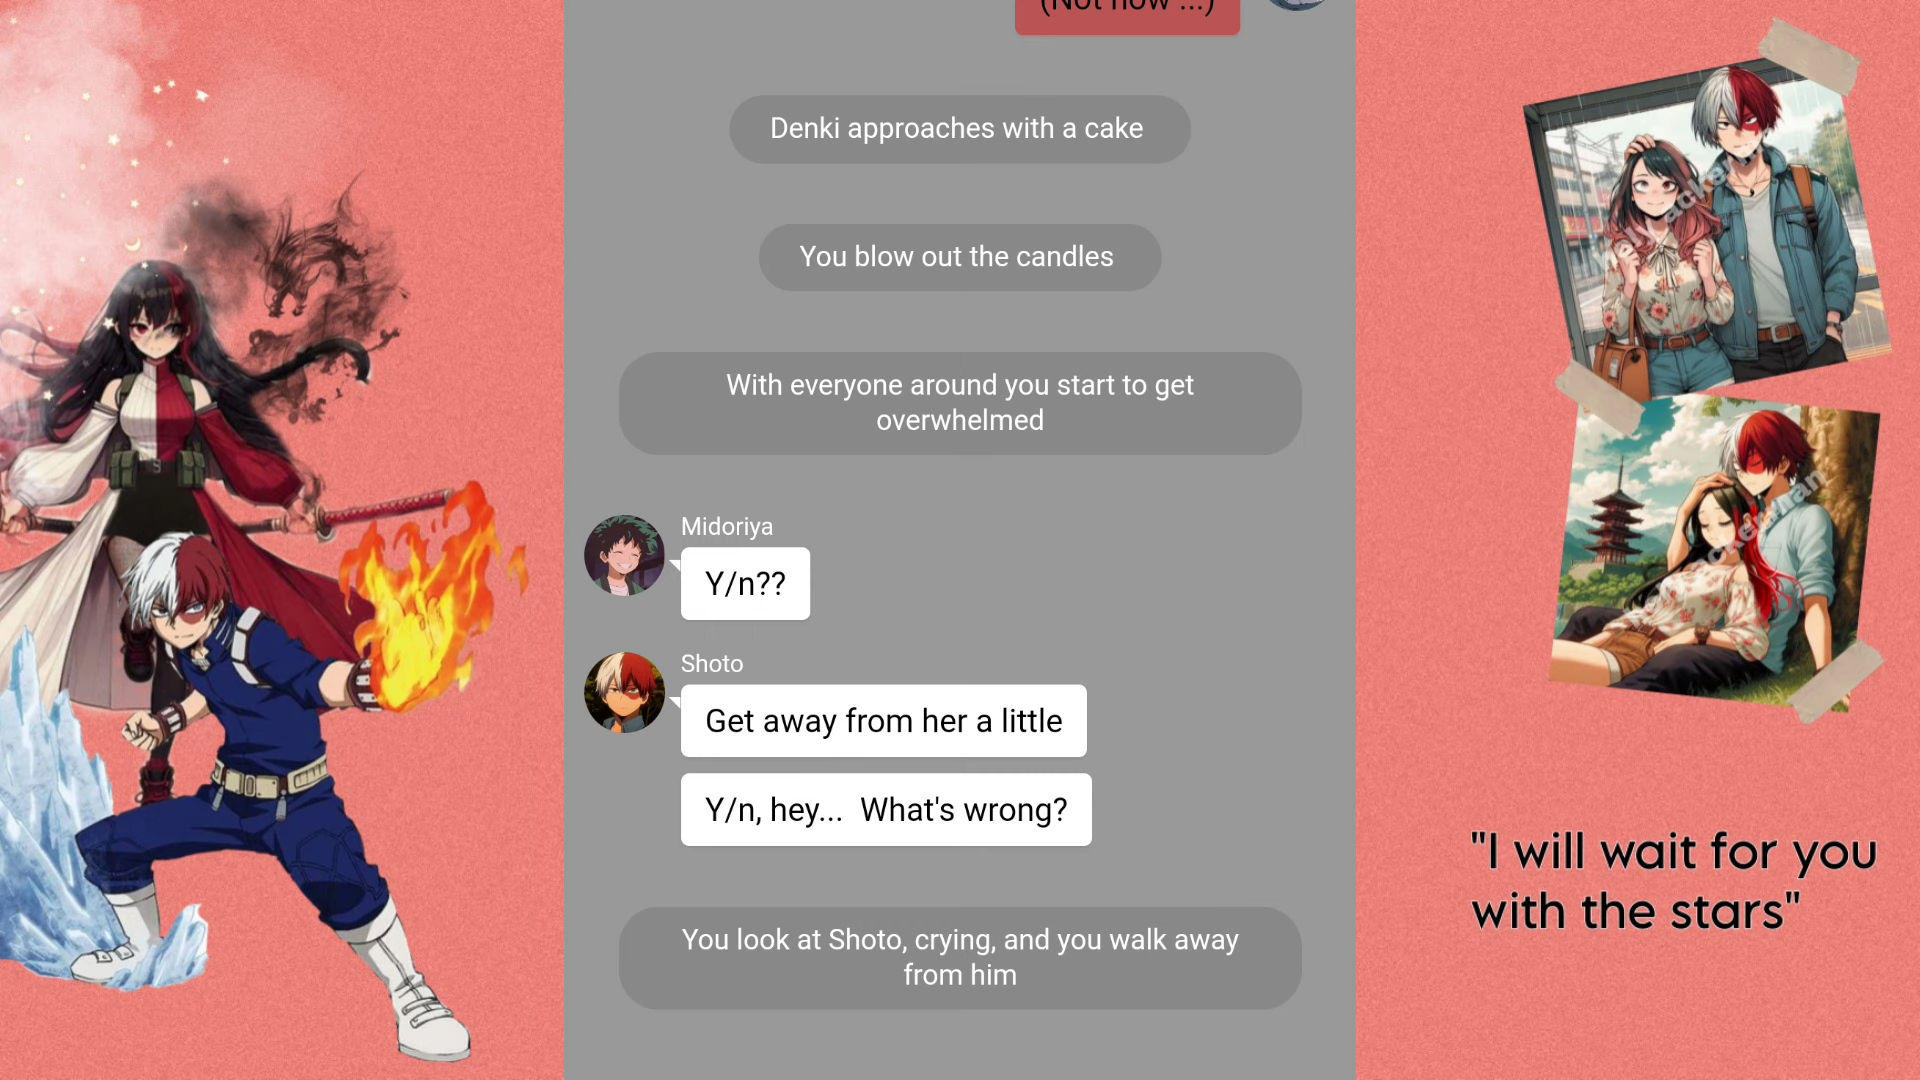 (Not now ...)
Denki approaches with a cake
You blow out the candles
With everyone around you start to get
overwhelmed
Midoriya
Y/n??
Shoto
Get away from her a little
Y/n, hey... What's wrong?
You look at Shoto, crying, and you walk away
from him
"I will wait for you
with the stars"